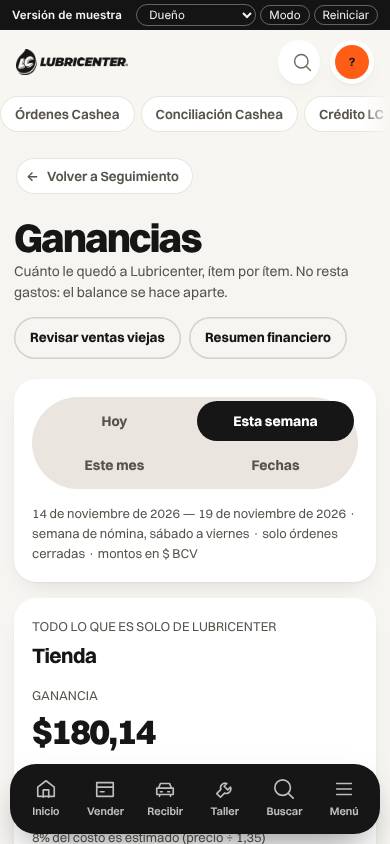 Versión de muestra
Dueño
Modo
Reiniciar
LC LUBRICENTER.
?
Órdenes Cashea
Conciliación Cashea
Crédito LC
← Volver a Seguimiento
Ganancias
Cuánto le quedó a Lubricenter, ítem por ítem. No resta
gastos: el balance se hace aparte.
Revisar ventas viejas
Resumen financiero
Hoy
Esta semana
Este mes
Fechas
14 de noviembre de 2026 — 19 de noviembre de 2026 ·
semana de nómina, sábado a viernes · solo órdenes
cerradas · montos en $ BCV
TODO LO QUE ES SOLO DE LUBRICENTER
Tienda
GANANCIA
$180,14
Inicio
Vender
Recibir
Taller
Buscar
Menú
8% del costo es estimado (precio ÷ 1,35)